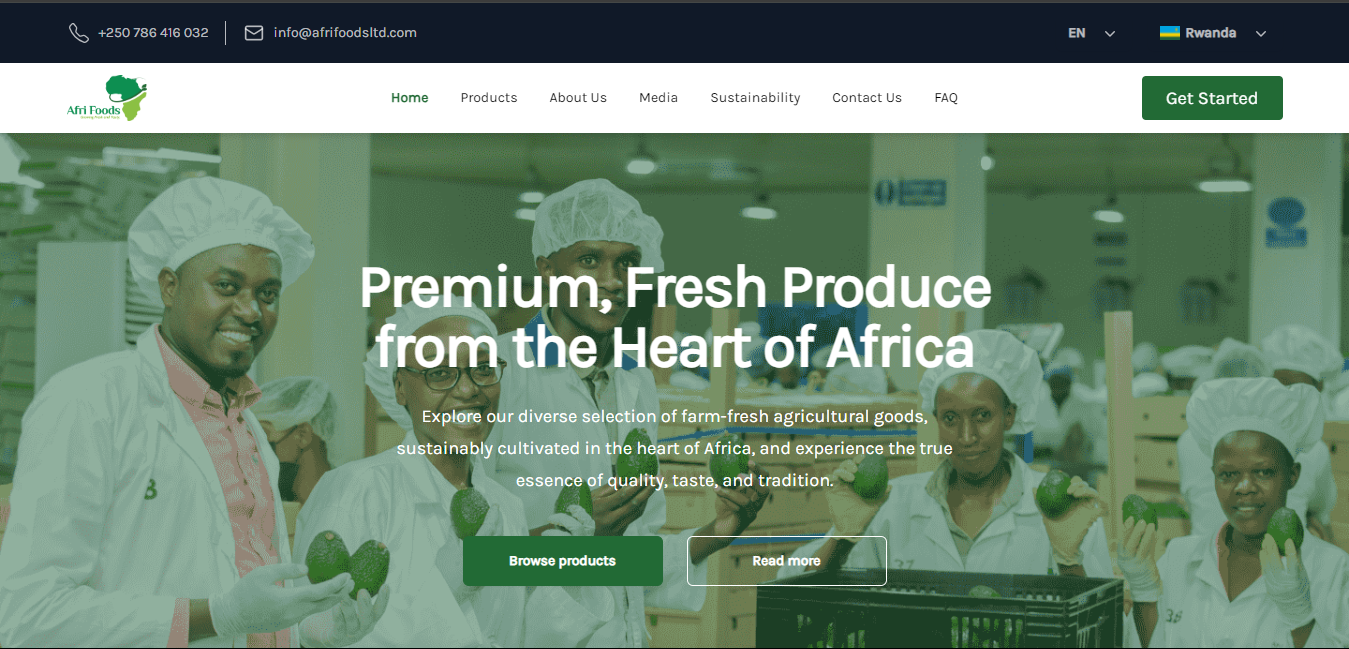 +250 786 416 032
info@afrifoodsltd.com
EN
Rwanda
Afri Foods
Home
Products
About Us
Media
Sustainability
Contact Us
FAQ
Get Started
Premium, Fresh Produce
from the Heart of Africa
Explore our diverse selection of farm-fresh agricultural goods,
sustainably cultivated in the heart of Africa, and experience the true
essence of quality, taste, and tradition.
Browse products
Read more